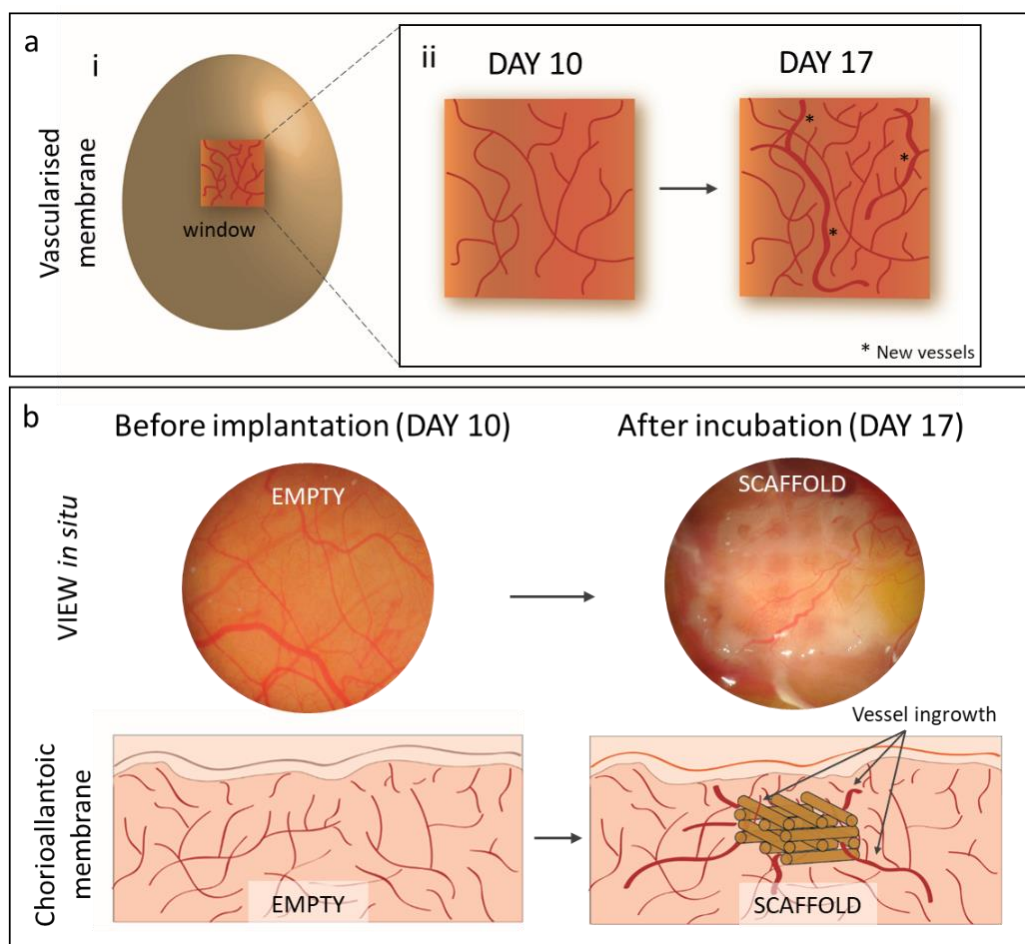 a
i
Vascularised
membrane
window
ii
DAY 10
DAY 17
*
*
*
* New vessels
b
Before implantation (DAY 10)
After incubation (DAY 17)
VIEW in situ
EMPTY
SCAFFOLD
Vessel ingrowth
Chorioallantoic
membrane
EMPTY
SCAFFOLD